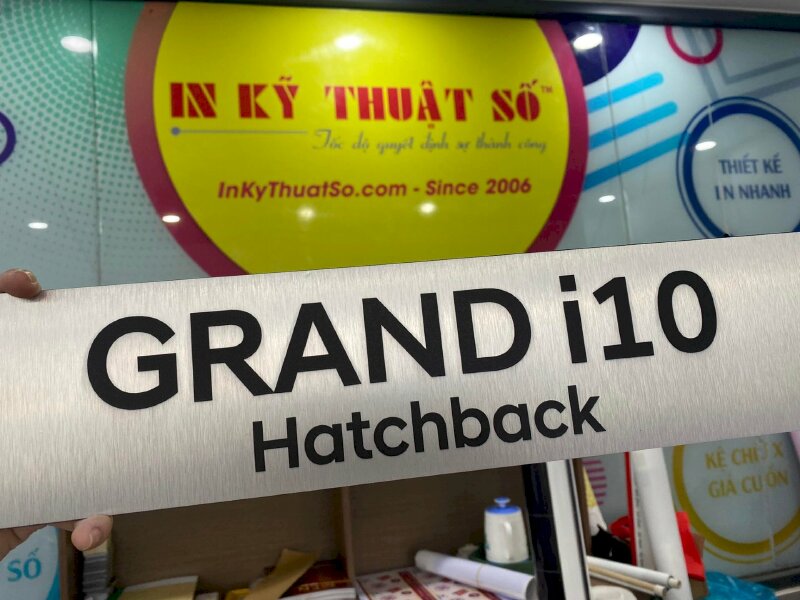 IN KỸ THUẬT SỐ™
Tốc độ quyết định sự thành công
InKyThuatSo.com - Since 2006
THIẾT KẾ
IN NHANH
GRAND i10
Hatchback
KỆ CHỮ X
GIÁ CUỐN
SỐ